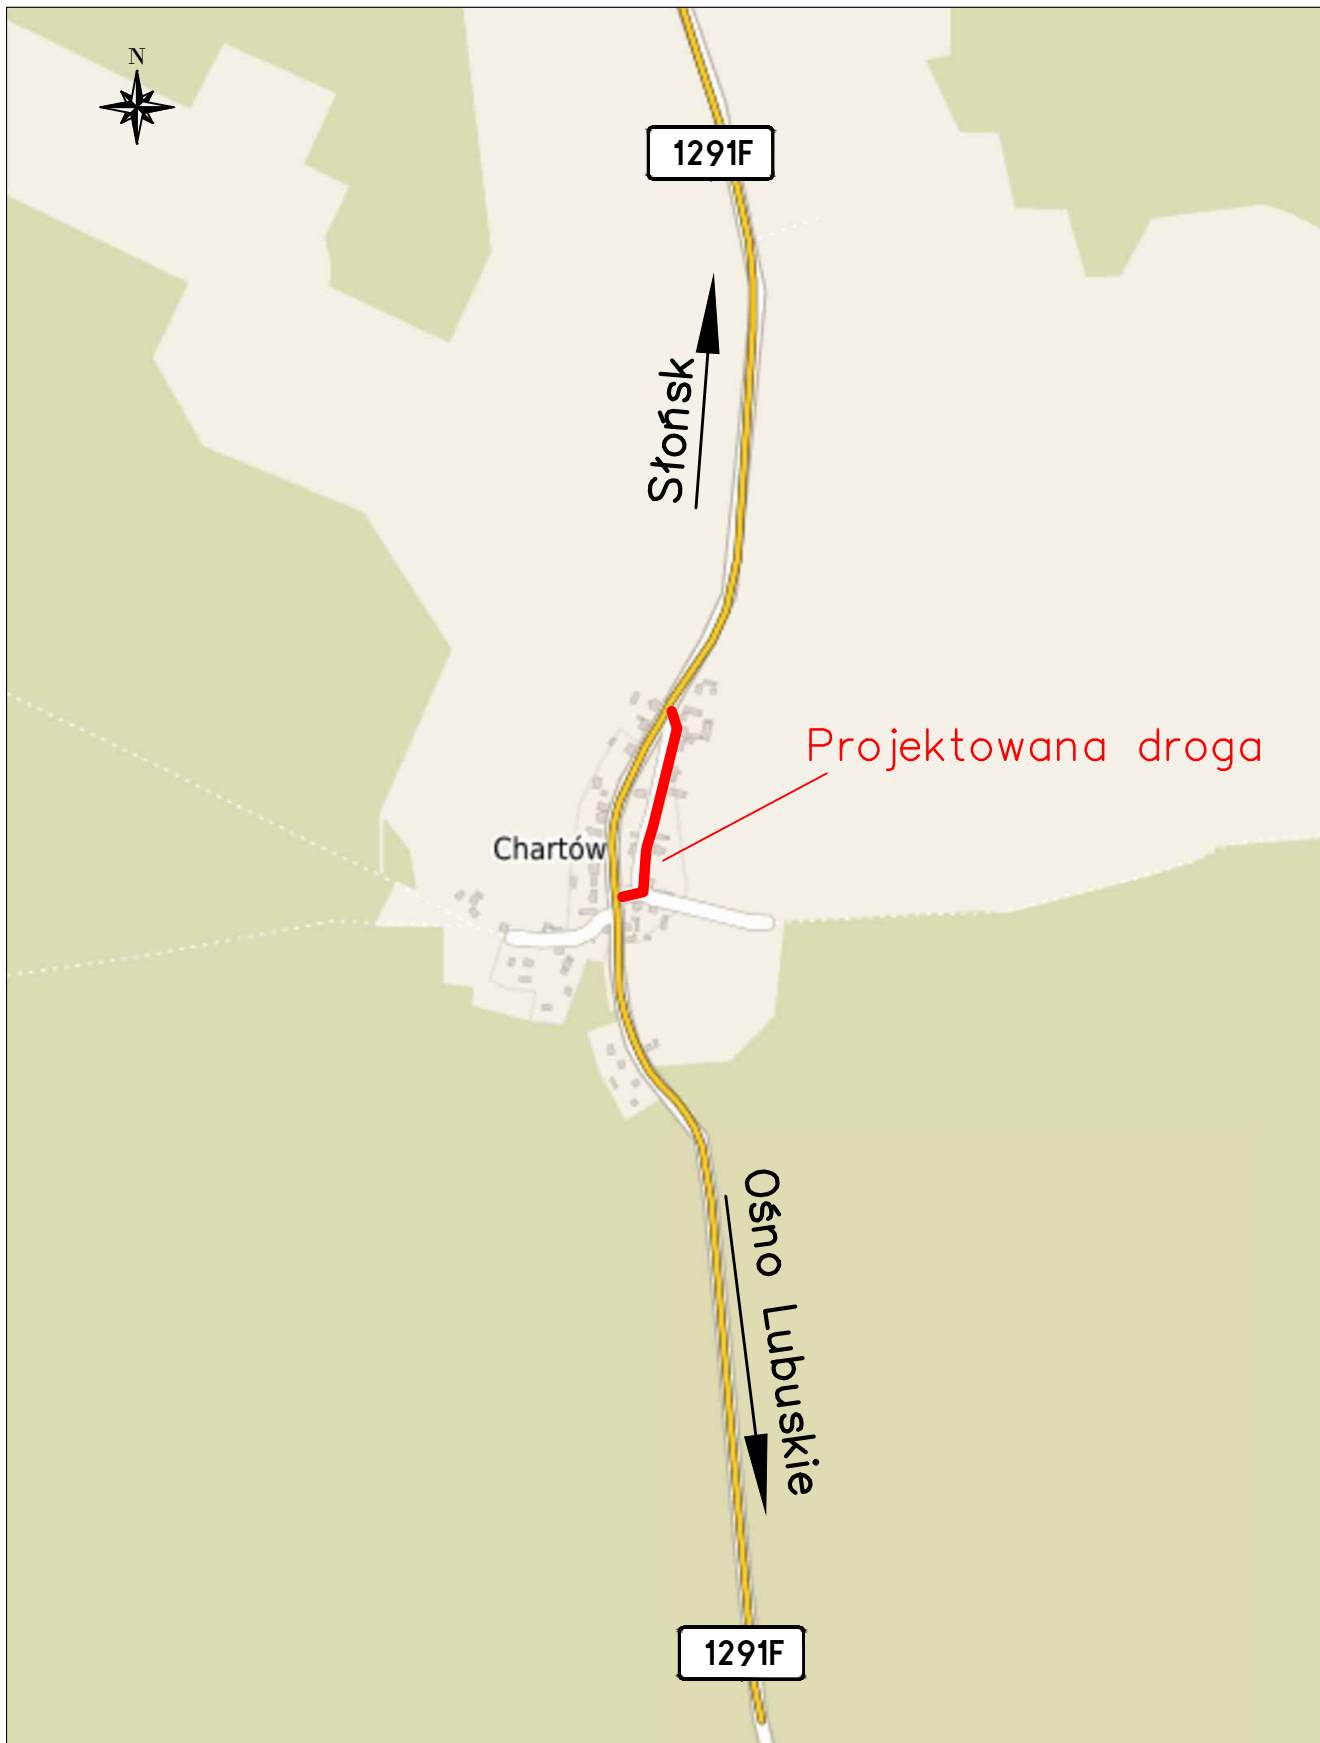 N
1291F
Słońsk
Projektowana droga
Chartów
Ośno Lubuskie
1291F